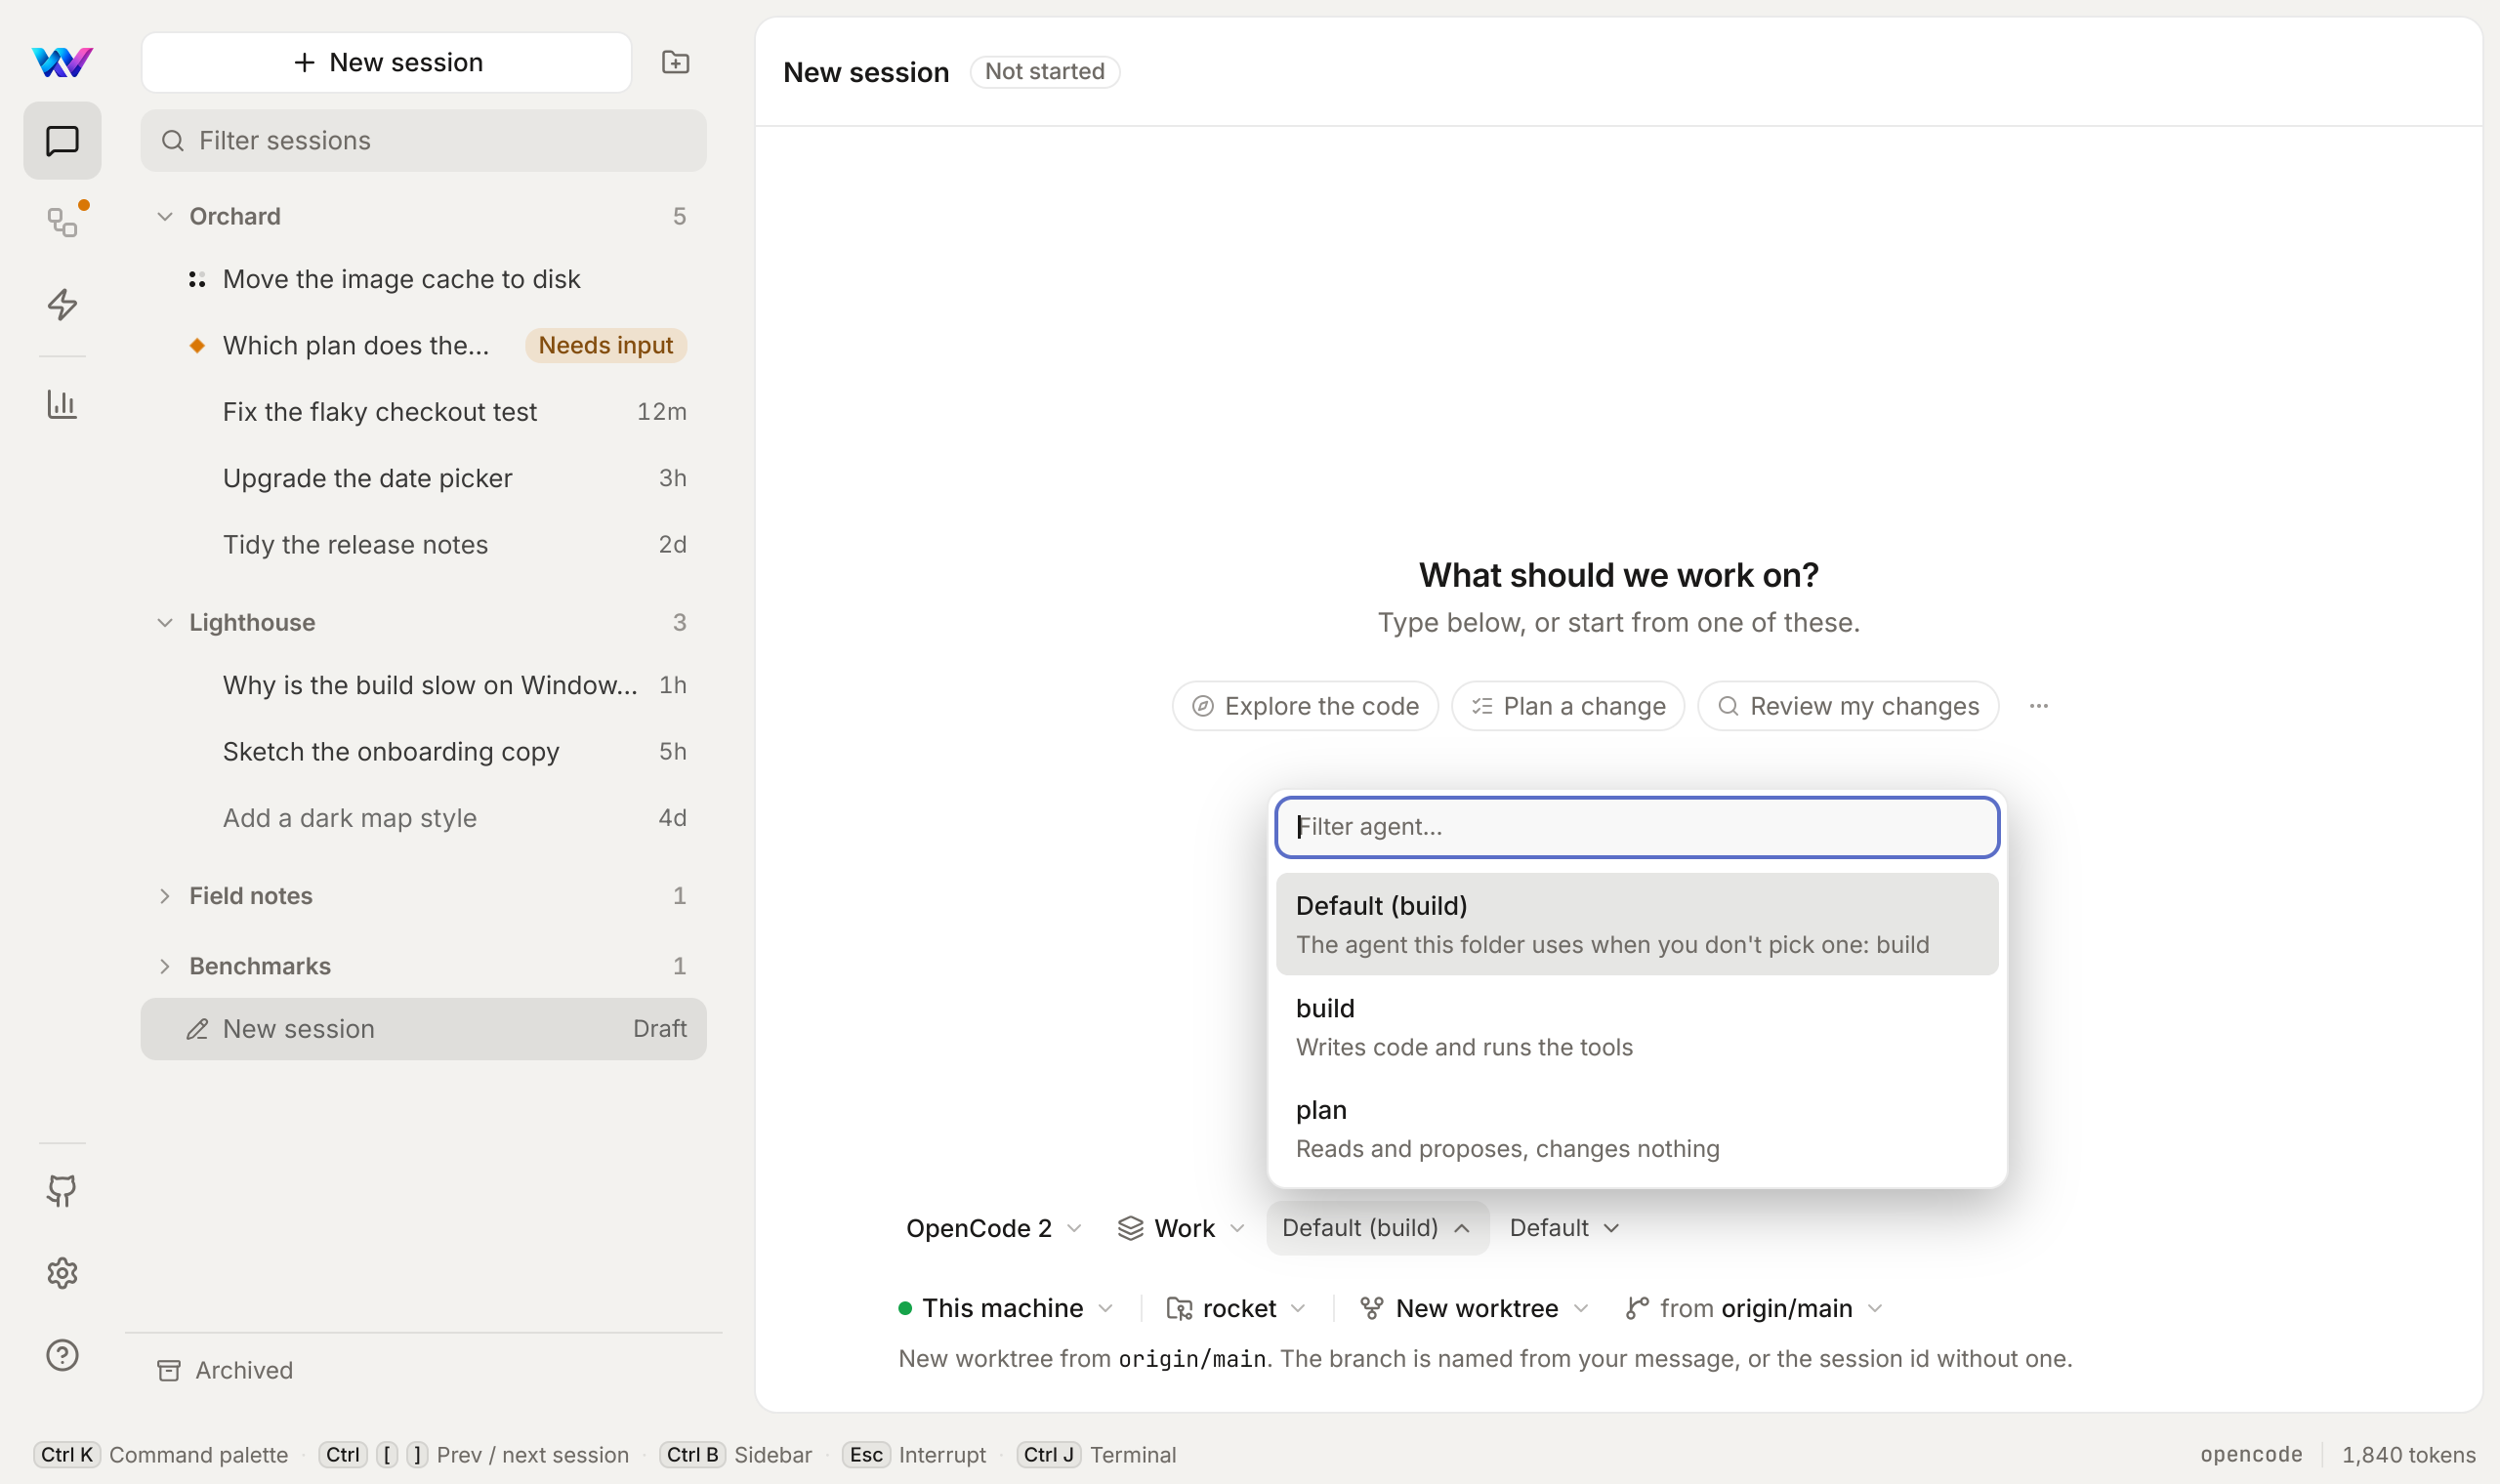 New session
Filter sessions
Orchard 5
Move the image cache to disk
Which plan does the... Needs input
Fix the flaky checkout test 12m
Upgrade the date picker 3h
Tidy the release notes 2d
Lighthouse 3
Why is the build slow on Window... 1h
Sketch the onboarding copy 5h
Add a dark map style 4d
Field notes 1
Benchmarks 1
New session Draft
Archived
New session Not started
What should we work on?
Type below, or start from one of these.
Explore the code Plan a change Review my changes
Filter agent...
Default (build)
The agent this folder uses when you don't pick one: build
build
Writes code and runs the tools
plan
Reads and proposes, changes nothing
OpenCode 2 Work Default (build) Default
This machine rocket New worktree from origin/main
New worktree from origin/main. The branch is named from your message, or the session id without one.
Ctrl K Command palette · Ctrl [ ] Prev / next session · Ctrl B Sidebar · Esc Interrupt · Ctrl J Terminal
opencode 1,840 tokens